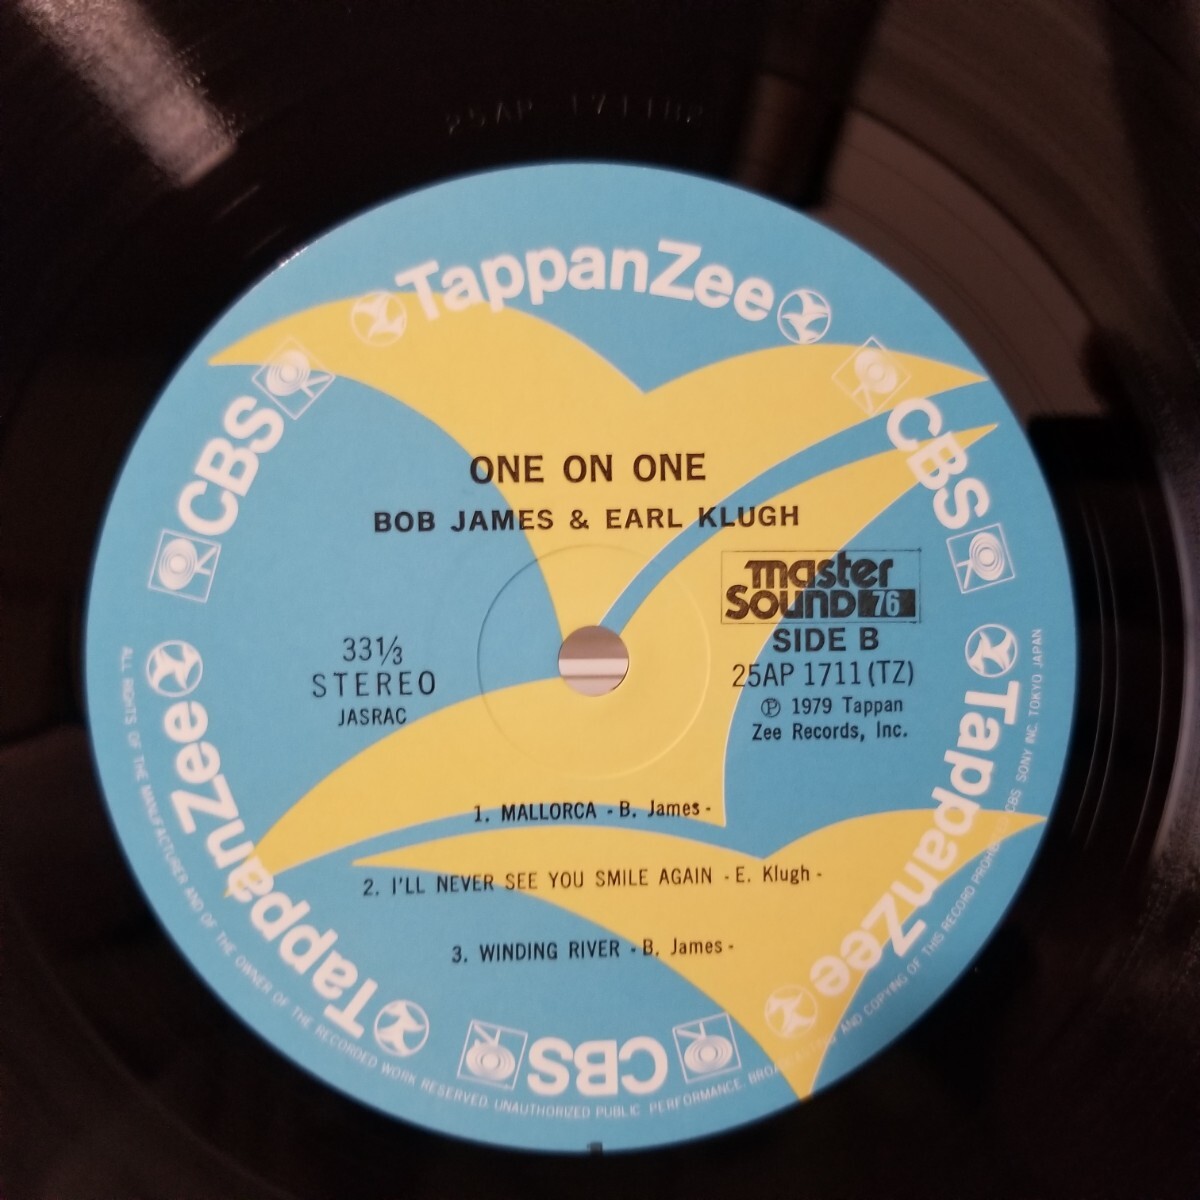 25AP 1711B2
TappanZee
CBS
CBS
ONE ON ONE
BOB JAMES & EARL KLUGH
master
SOUND 76
SIDE B
33⅓
STEREO
JASRAC
25AP 1711(TZ)
Ⓟ 1979 Tappan
Zee Records, Inc.
1. MALLORCA - B. James -
2. I'LL NEVER SEE YOU SMILE AGAIN - E. Klugh -
3. WINDING RIVER - B. James -
TappanZee
TappanZee
CBS
ALL RIGHTS OF THE MANUFACTURER AND OF THE OWNER OF THE RECORDED WORK RESERVED. UNAUTHORIZED PUBLIC PERFORMANCE, BROADCASTING AND COPYING OF THIS RECORD PROHIBITED. CBS SONY INC. TOKYO JAPAN